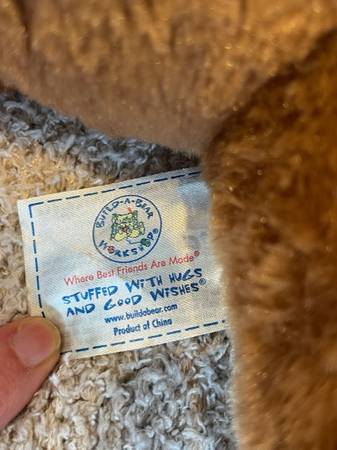 BUILD-A-BEAR
WORKSHOP®
Where Best Friends Are Made®
STUFFED WITH HUGS
AND GOOD WISHES®
www.buildabear.com
Product of China